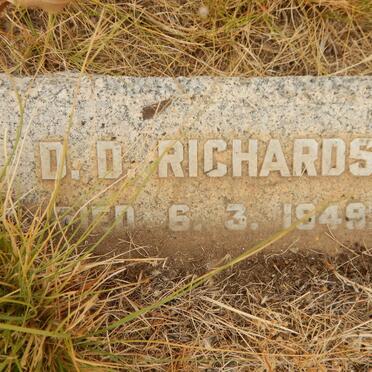 D. D. RICHARDS
DIED 6. 3. 1949